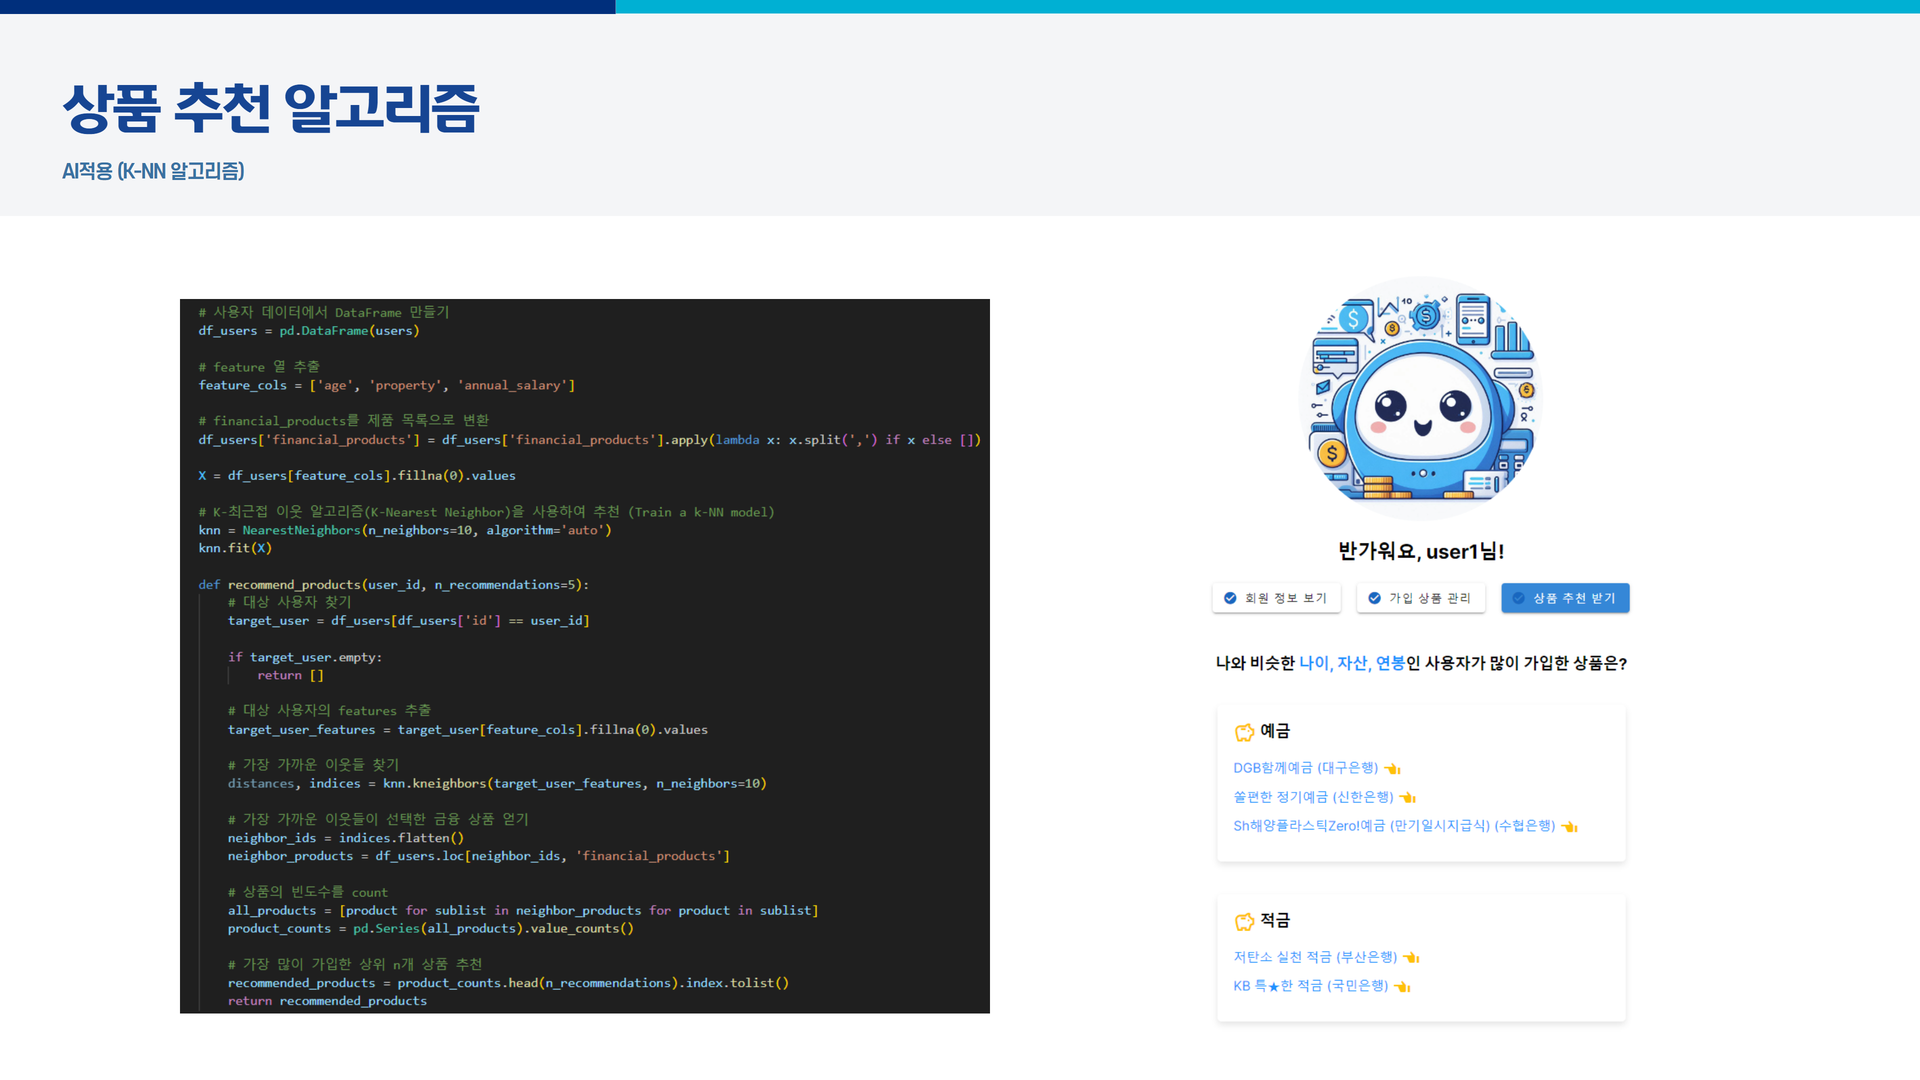 상품 추천 알고리즘
AI적용 (K-NN 알고리즘)
# 사용자 데이터에서 DataFrame 만들기
df_users = pd.DataFrame(users)
# feature 열 추출
feature_cols = ['age', 'property', 'annual_salary']
# financial_products를 제품 목록으로 변환
df_users['financial_products'] = df_users['financial_products'].apply(lambda x: x.split(',') if x else [])
X = df_users[feature_cols].fillna(0).values
# K-최근접 이웃 알고리즘(K-Nearest Neighbor)을 사용하여 추천 (Train a k-NN model)
knn = NearestNeighbors(n_neighbors=10, algorithm='auto')
knn.fit(X)
def recommend_products(user_id, n_recommendations=5):
# 대상 사용자 찾기
target_user = df_users[df_users['id'] == user_id]
if target_user.empty:
return []
# 대상 사용자의 features 추출
target_user_features = target_user[feature_cols].fillna(0).values
# 가장 가까운 이웃들 찾기
distances, indices = knn.kneighbors(target_user_features, n_neighbors=10)
# 가장 가까운 이웃들이 선택한 금융 상품 얻기
neighbor_ids = indices.flatten()
neighbor_products = df_users.loc[neighbor_ids, 'financial_products']
# 상품의 빈도수를 count
all_products = [product for sublist in neighbor_products for product in sublist]
product_counts = pd.Series(all_products).value_counts()
# 가장 많이 가입한 상위 n개 상품 추천
recommended_products = product_counts.head(n_recommendations).index.tolist()
return recommended_products
반가워요, user1님!
회원 정보 보기
가입 상품 관리
상품 추천 받기
나와 비슷한 나이, 자산, 연봉인 사용자가 많이 가입한 상품은?
예금
DGB함께예금 (대구은행) 👈
쏠편한 정기예금 (신한은행) 👈
Sh해양플라스틱Zero!예금 (만기일시지급식) (수협은행) 👈
적금
저탄소 실천 적금 (부산은행) 👈
KB 특★한 적금 (국민은행) 👈